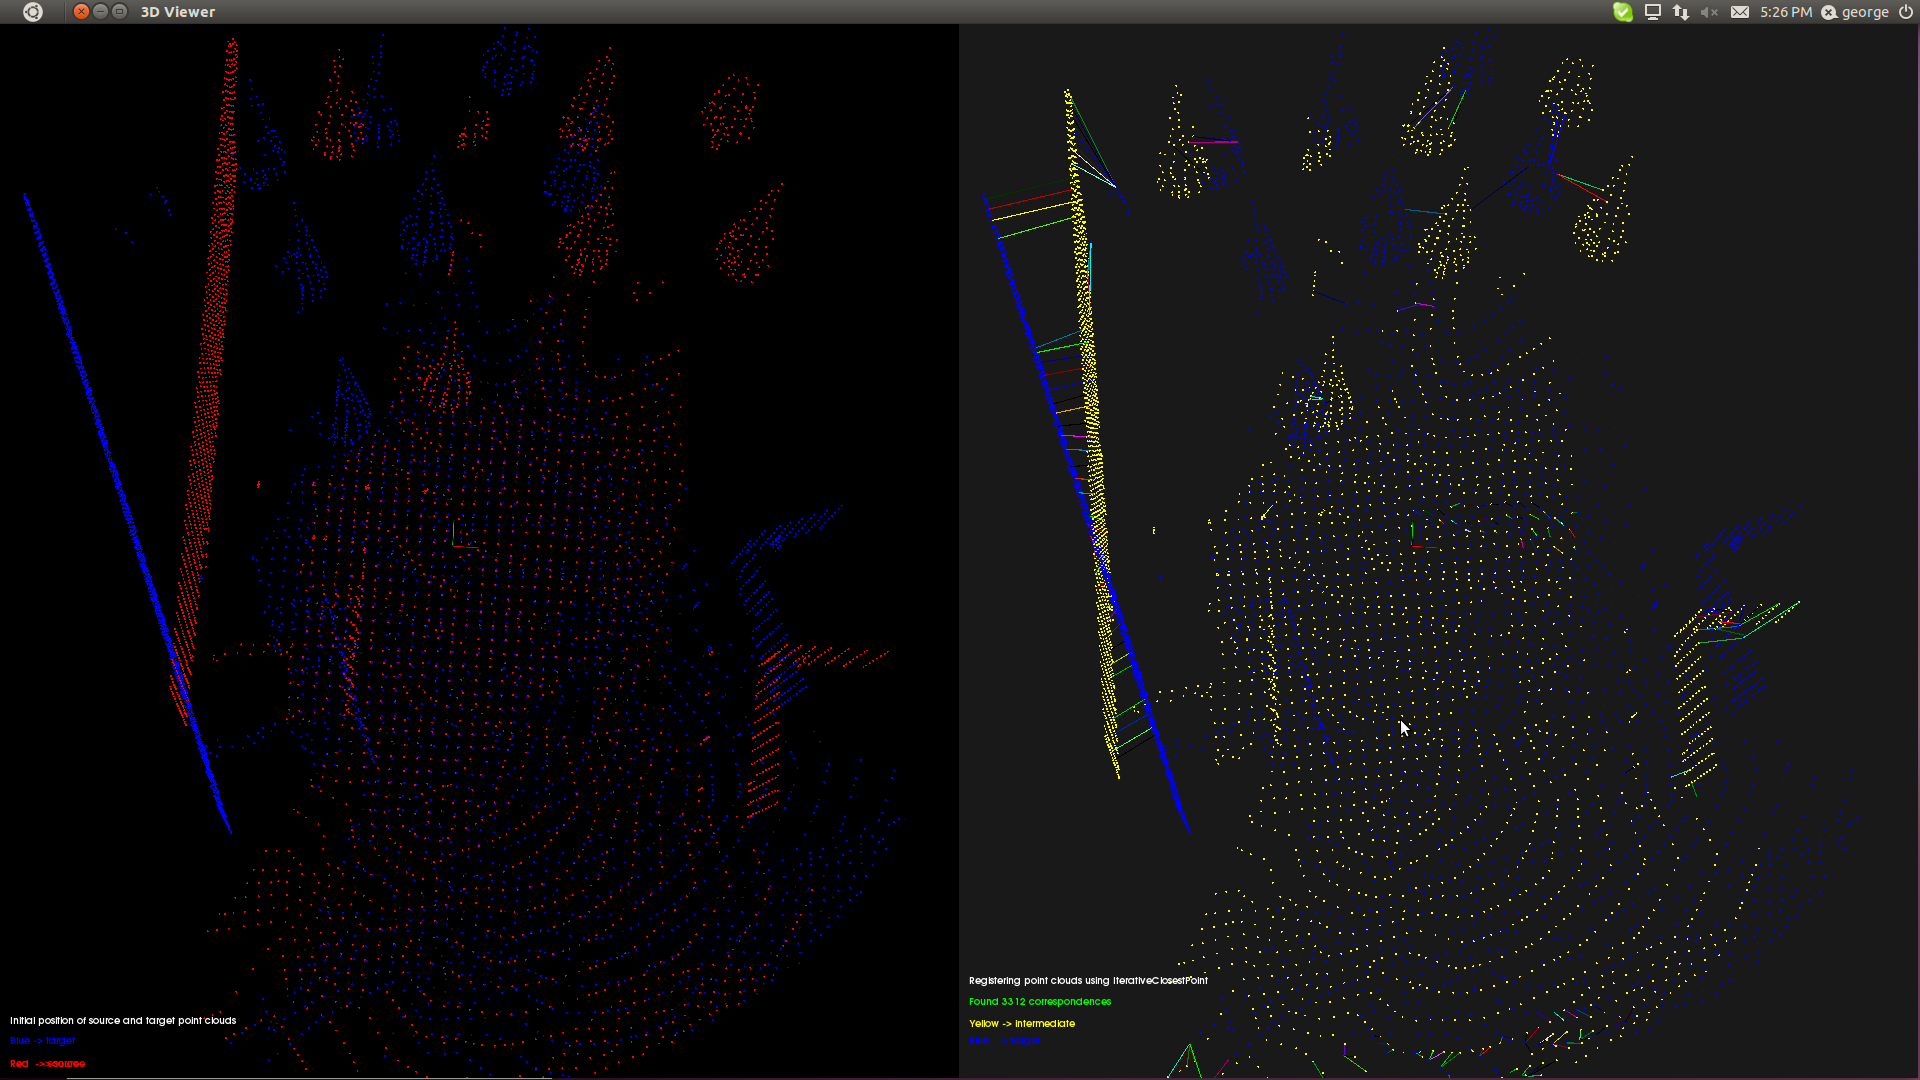 3D Viewer
5:26 PM
george
Initial position of source and target point clouds
Blue -> target
Red -> source
Registering point clouds using IterativeClosestPoint
Found 3312 correspondences
Yellow -> intermediate
Blue -> target